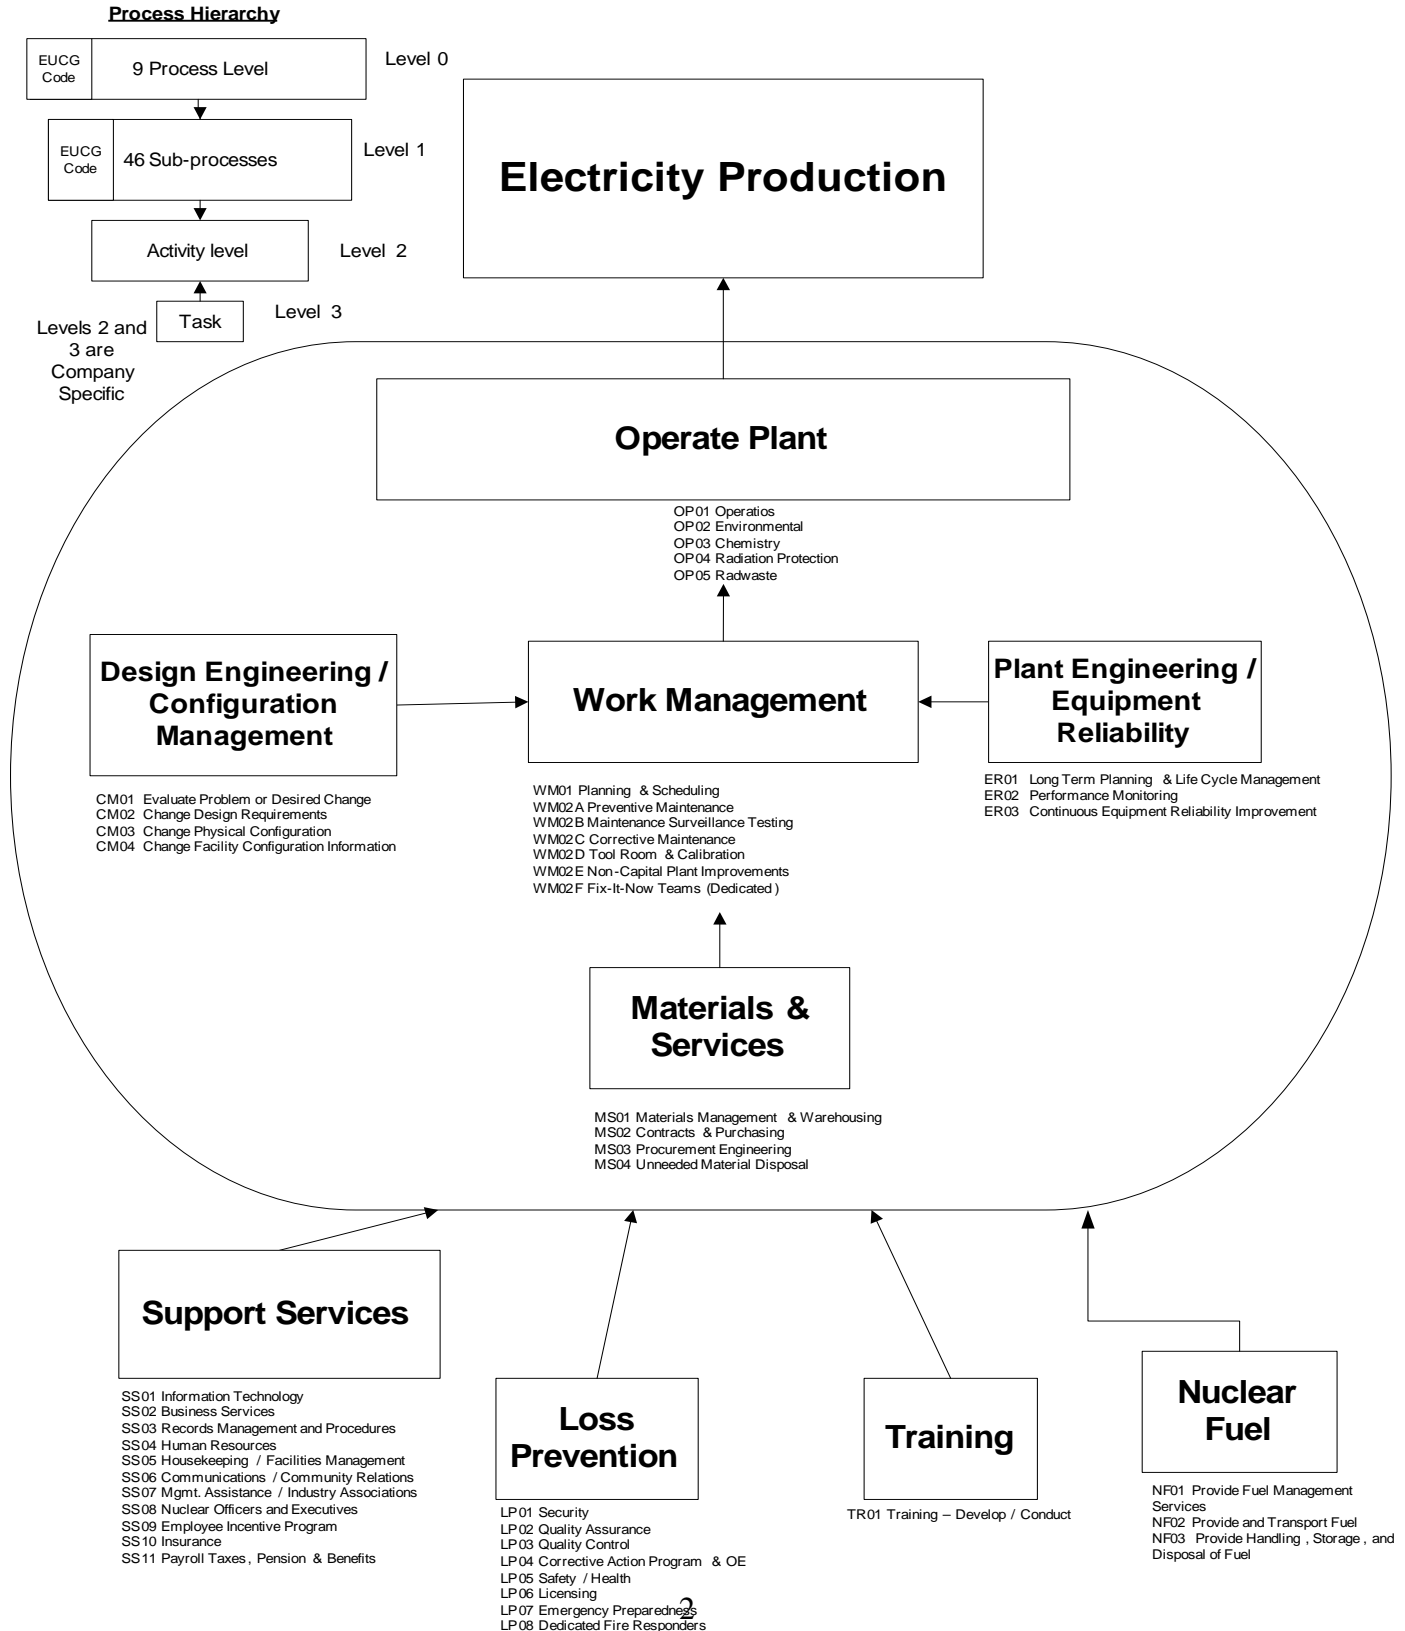 Process Hierarchy
EUCG
Code
9 Process Level
Level 0
EUCG
Code
46 Sub-processes
Level 1
Activity level
Level 2
Task
Level 3
Levels 2 and
3 are
Company
Specific
Electricity Production
Operate Plant
OP01 Operatios
OP02 Environmental
OP03 Chemistry
OP04 Radiation Protection
OP05 Radwaste
Design Engineering /
Configuration
Management
CM01 Evaluate Problem or Desired Change
CM02 Change Design Requirements
CM03 Change Physical Configuration
CM04 Change Facility Configuration Information
Work Management
WM01 Planning & Scheduling
WM02A Preventive Maintenance
WM02B Maintenance Surveillance Testing
WM02C Corrective Maintenance
WM02D Tool Room & Calibration
WM02E Non-Capital Plant Improvements
WM02F Fix-It-Now Teams (Dedicated)
Plant Engineering /
Equipment
Reliability
ER01 Long Term Planning & Life Cycle Management
ER02 Performance Monitoring
ER03 Continuous Equipment Reliability Improvement
Materials &
Services
MS01 Materials Management & Warehousing
MS02 Contracts & Purchasing
MS03 Procurement Engineering
MS04 Unneeded Material Disposal
Support Services
SS01 Information Technology
SS02 Business Services
SS03 Records Management and Procedures
SS04 Human Resources
SS05 Housekeeping / Facilities Management
SS06 Communications / Community Relations
SS07 Mgmt. Assistance / Industry Associations
SS08 Nuclear Officers and Executives
SS09 Employee Incentive Program
SS10 Insurance
SS11 Payroll Taxes, Pension & Benefits
Loss
Prevention
LP01 Security
LP02 Quality Assurance
LP03 Quality Control
LP04 Corrective Action Program & OE
LP05 Safety / Health
LP06 Licensing
LP07 Emergency Preparedness
LP08 Dedicated Fire Responders
Training
TR01 Training – Develop / Conduct
Nuclear
Fuel
NF01 Provide Fuel Management
Services
NF02 Provide and Transport Fuel
NF03 Provide Handling, Storage, and
Disposal of Fuel
2